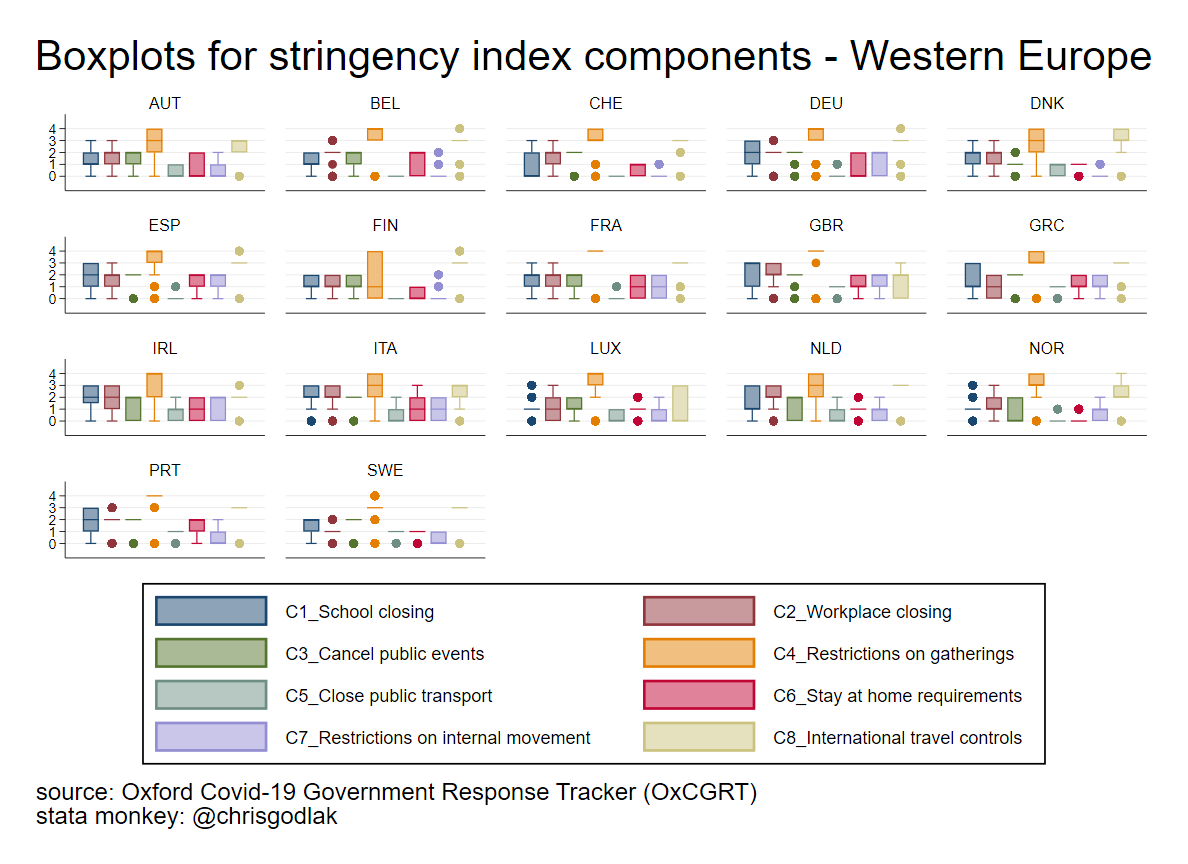 Boxplots for stringency index components - Western Europe
AUT BEL CHE DEU DNK
4
3
2
1
0
ESP FIN FRA GBR GRC
4
3
2
1
0
IRL ITA LUX NLD NOR
4
3
2
1
0
PRT SWE
4
3
2
1
0
C1_School closing C2_Workplace closing
C3_Cancel public events C4_Restrictions on gatherings
C5_Close public transport C6_Stay at home requirements
C7_Restrictions on internal movement C8_International travel controls
source: Oxford Covid-19 Government Response Tracker (OxCGRT)
stata monkey: @chrisgodlak